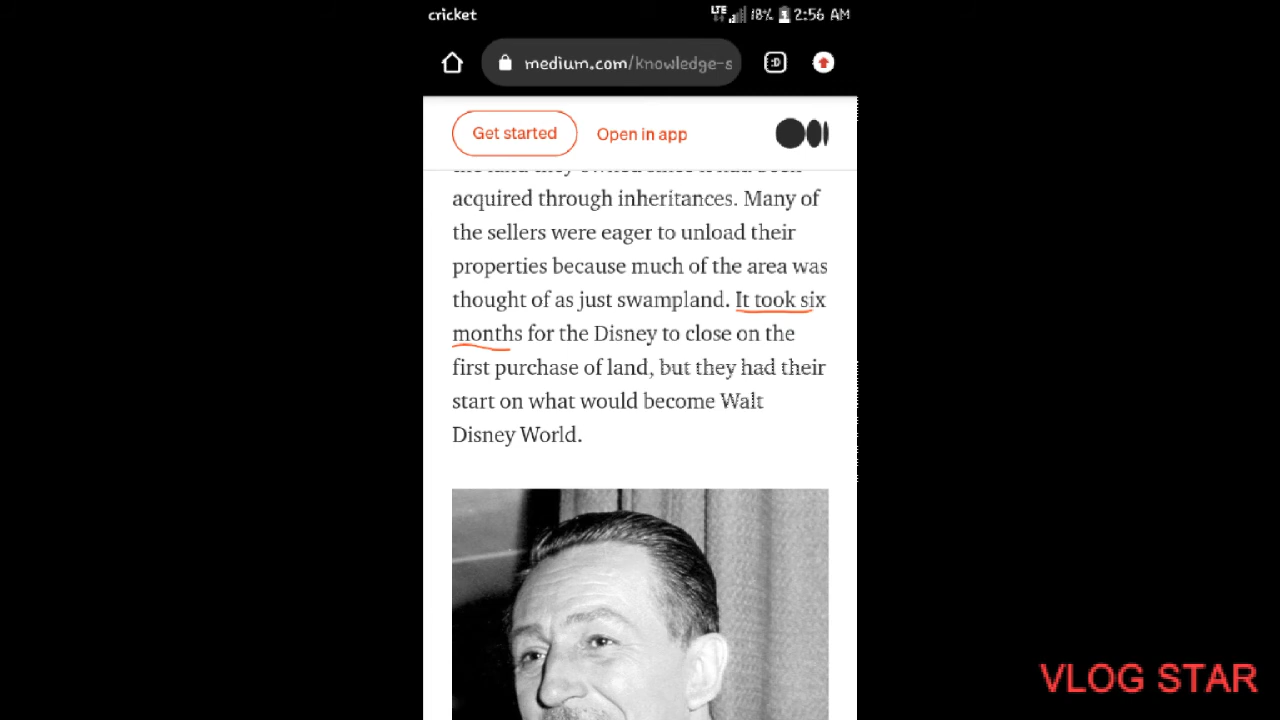 cricket
LTE 18% 2:56 AM
medium.com/knowledge-s
:D
Get started
Open in app
acquired through inheritances. Many of
the sellers were eager to unload their
properties because much of the area was
thought of as just swampland. It took six
months for the Disney to close on the
first purchase of land, but they had their
start on what would become Walt
Disney World.
VLOG STAR